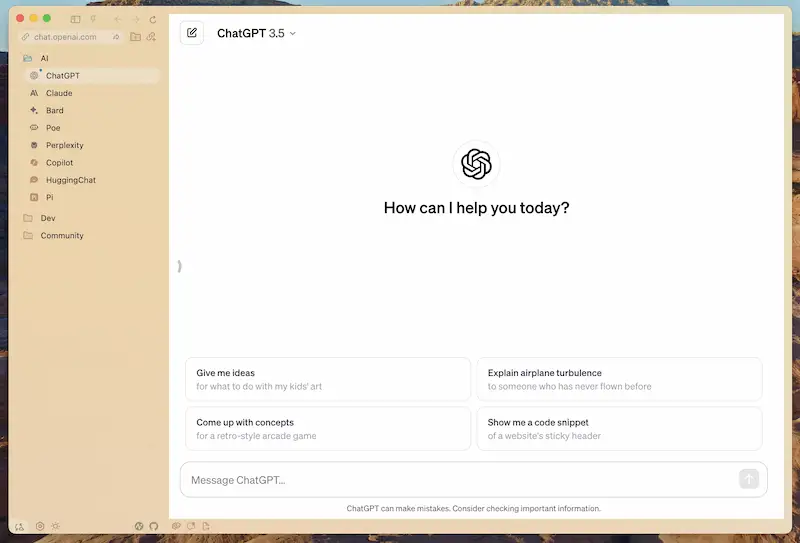 chat.openai.com
AI
ChatGPT
Claude
Bard
Poe
Perplexity
Copilot
HuggingChat
Pi
Dev
Community
ChatGPT 3.5
How can I help you today?
Give me ideas
for what to do with my kids' art
Explain airplane turbulence
to someone who has never flown before
Come up with concepts
for a retro-style arcade game
Show me a code snippet
of a website's sticky header
Message ChatGPT...
ChatGPT can make mistakes. Consider checking important information.